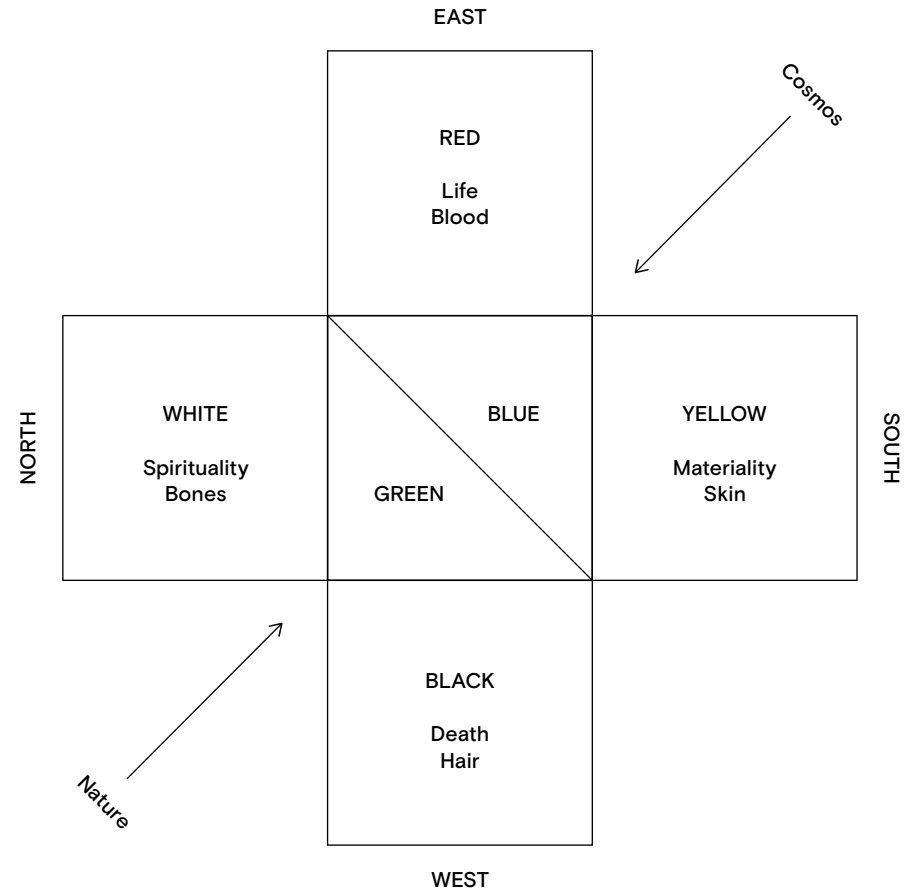 EAST
Cosmos
RED
Life
Blood
NORTH
WHITE
Spirituality
Bones
BLUE
GREEN
YELLOW
Materiality
Skin
SOUTH
BLACK
Death
Hair
Nature
WEST